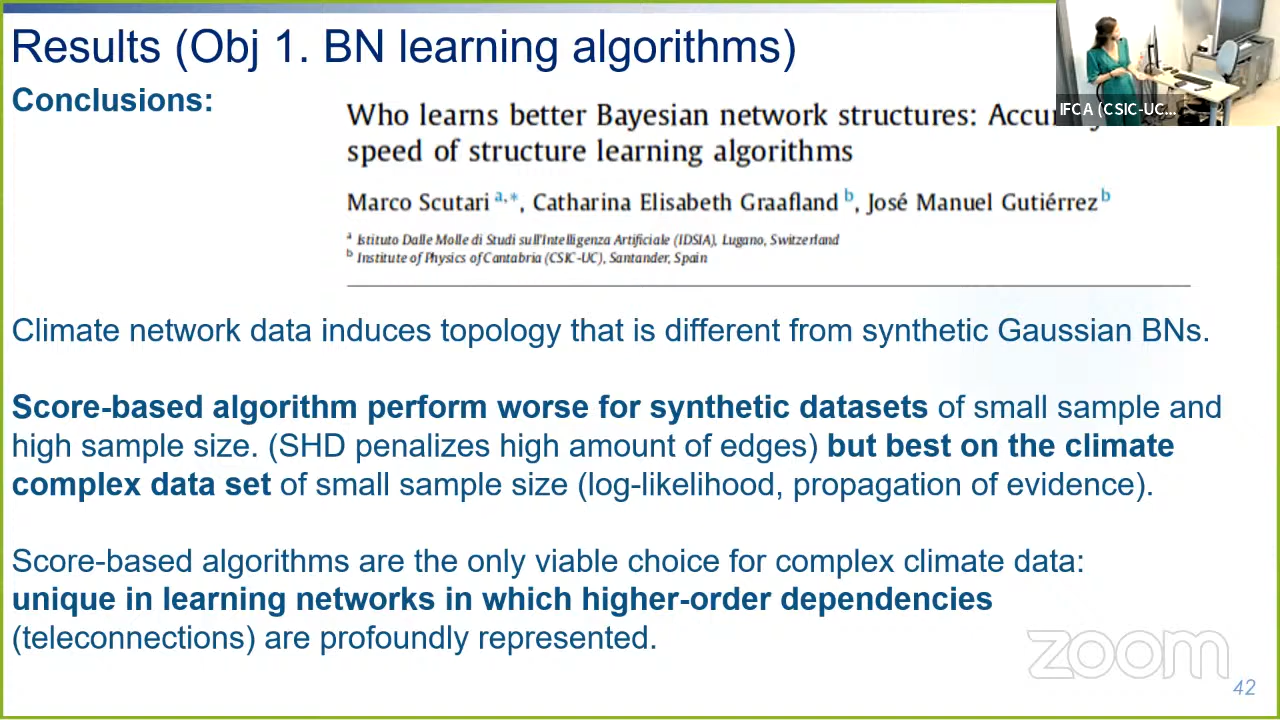 Results (Obj 1. BN learning algorithms)
Conclusions:
IFCA (CSIC-UC...
Who learns better Bayesian network structures:
speed of structure learning algorithms
Marco Scutari a,*, Catharina Elisabeth Graafland b, José Manuel Gutiérrez b
a Istituto Dalle Molle di Studi sull'Intelligenza Artificiale (IDSIA), Lugano, Switzerland
b Institute of Physics of Cantabria (CSIC-UC), Santander, Spain
Climate network data induces topology that is different from synthetic Gaussian BNs.
Score-based algorithm perform worse for synthetic datasets of small sample and
high sample size. (SHD penalizes high amount of edges) but best on the climate
complex data set of small sample size (log-likelihood, propagation of evidence).
Score-based algorithms are the only viable choice for complex climate data:
unique in learning networks in which higher-order dependencies
(teleconnections) are profoundly represented.
zoom
42